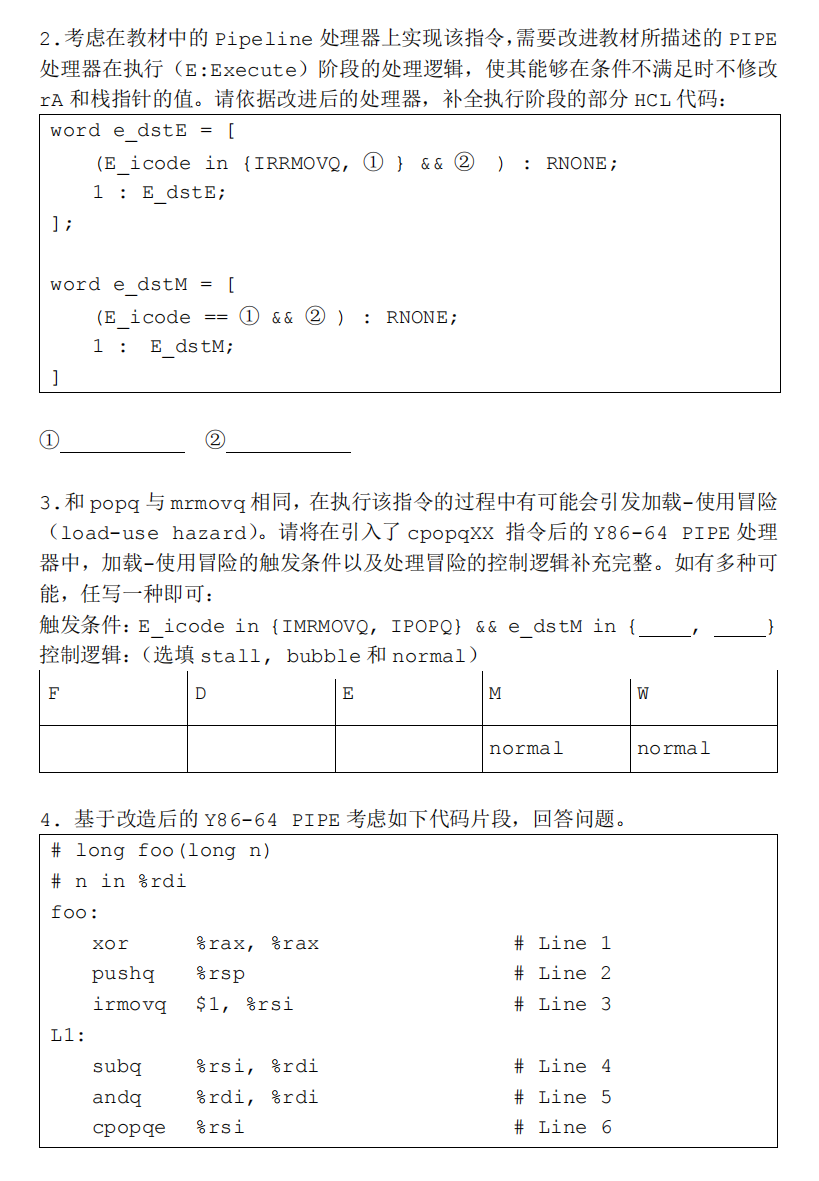 2.考虑在教材中的 Pipeline 处理器上实现该指令,需要改进教材所描述的 PIPE
处理器在执行（E:Execute）阶段的处理逻辑，使其能够在条件不满足时不修改
rA 和栈指针的值。请依据改进后的处理器，补全执行阶段的部分 HCL 代码：
word e_dstE = [
(E_icode in {IRRMOVQ, ① } && ② ) : RNONE;
1 : E_dstE;
];
word e_dstM = [
(E_icode == ① && ② ) : RNONE;
1 : E_dstM;
]
①____________ ②____________
3.和 popq 与 mrmovq 相同，在执行该指令的过程中有可能会引发加载-使用冒险
（load-use hazard）。请将在引入了 cpopqXX 指令后的 Y86-64 PIPE 处理
器中，加载-使用冒险的触发条件以及处理冒险的控制逻辑补充完整。如有多种可
能，任写一种即可：
触发条件：E_icode in {IMRMOVQ, IPOPQ} && e_dstM in {_____, _____}
控制逻辑：（选填 stall, bubble 和 normal）
F D E M W
normal normal
4. 基于改造后的 Y86-64 PIPE 考虑如下代码片段，回答问题。
# long foo(long n)
# n in %rdi
foo:
xor %rax, %rax # Line 1
pushq %rsp # Line 2
irmovq $1, %rsi # Line 3
L1:
subq %rsi, %rdi # Line 4
andq %rdi, %rdi # Line 5
cpopqe %rsi # Line 6